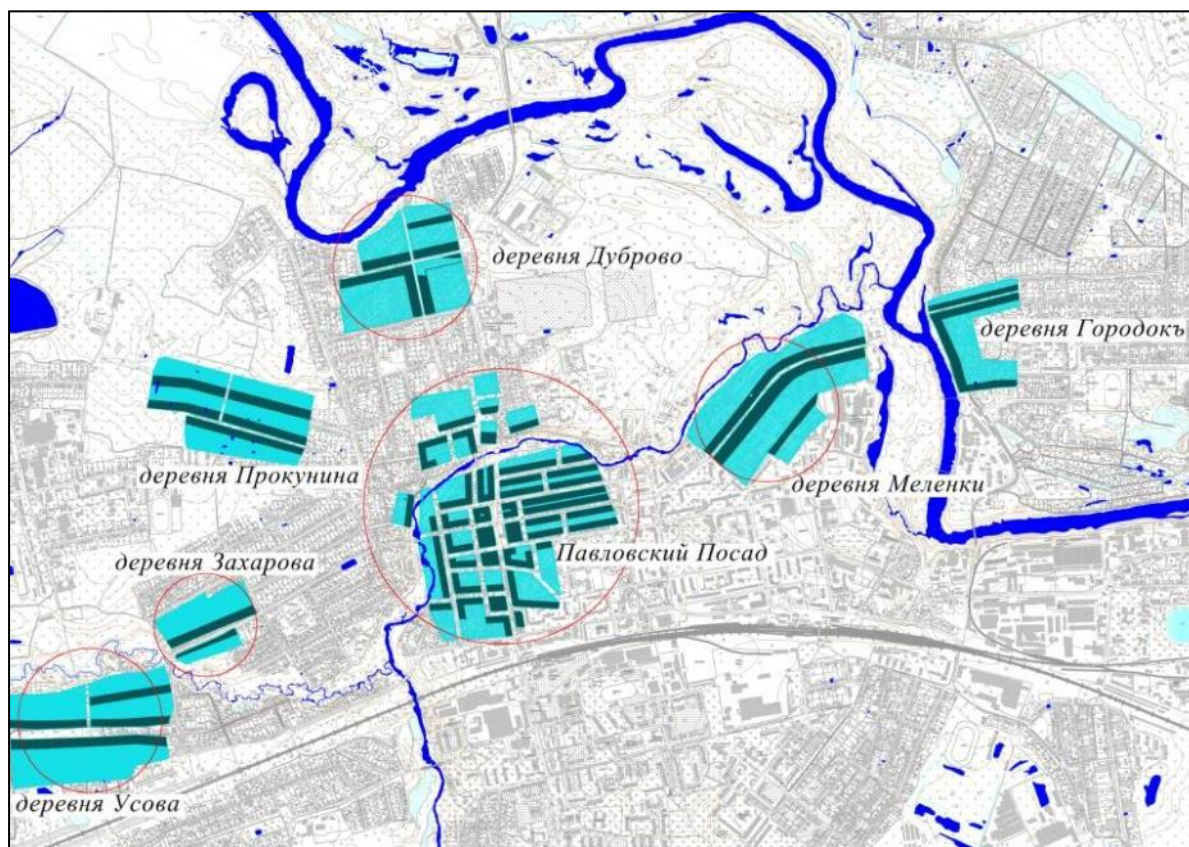 деревня Дуброво
деревня Городокъ
деревня Прокунина
деревня Меленки
деревня Захарова
Павловский Посад
деревня Усова